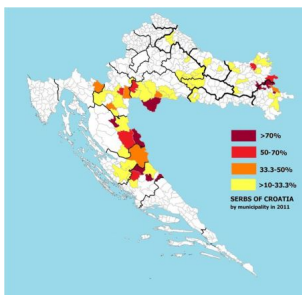 >70%
50-70%
33.3-50%
>10-33.3%
SERBS OF CROATIA
by municipality in 2011